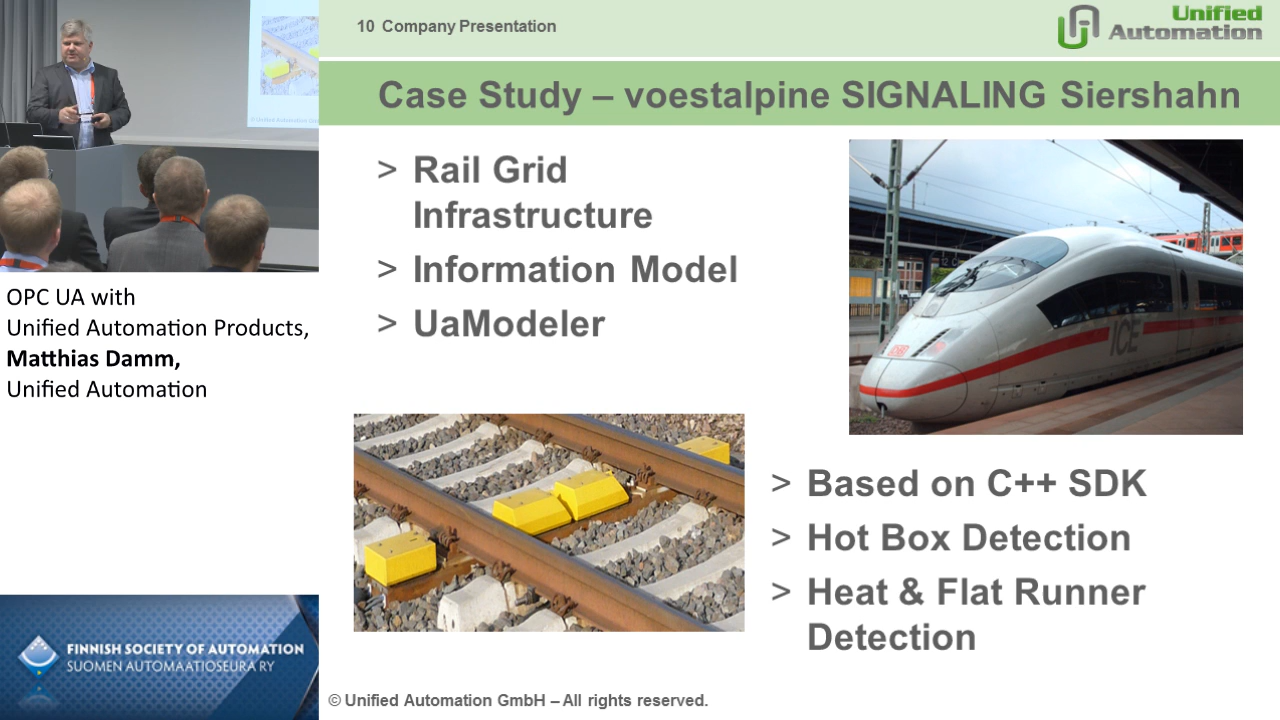 10 Company Presentation
Unified
Automation
Case Study – voestalpine SIGNALING Siershahn
> Rail Grid
Infrastructure
> Information Model
> UaModeler
ICE
DB
> Based on C++ SDK
> Hot Box Detection
> Heat & Flat Runner
Detection
© Unified Automation GmbH – All rights reserved.
OPC UA with
Unified Automation Products,
Matthias Damm,
Unified Automation
FINNISH SOCIETY OF AUTOMATION
SUOMEN AUTOMAATIOSEURA RY